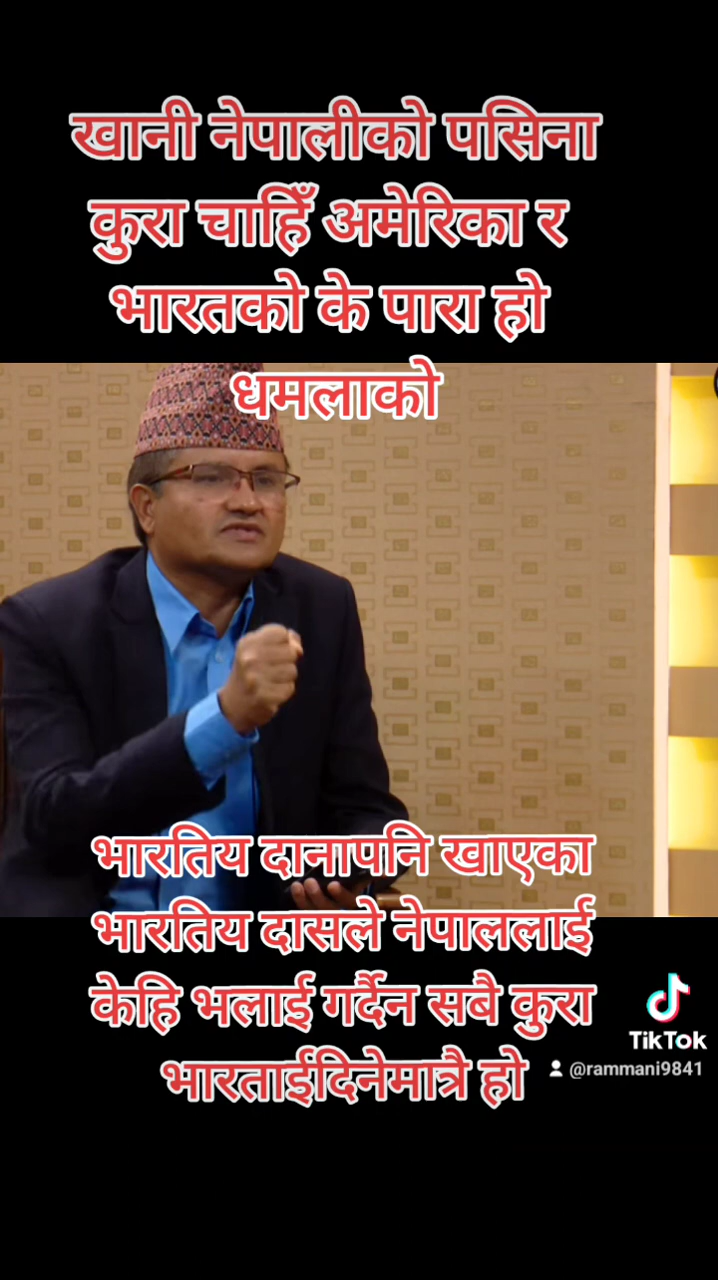 खानी नेपालीको पसिना
कुरा चाहिँ अमेरिका र
भारतको के पारा हो
धमलाको
भारतिय दानापनि खाएका
भारतिय दासले नेपाललाई
केहि भलाई गर्दैन सबै कुरा
भारताईदिनेमात्रै हो
TikTok
@rammani9841